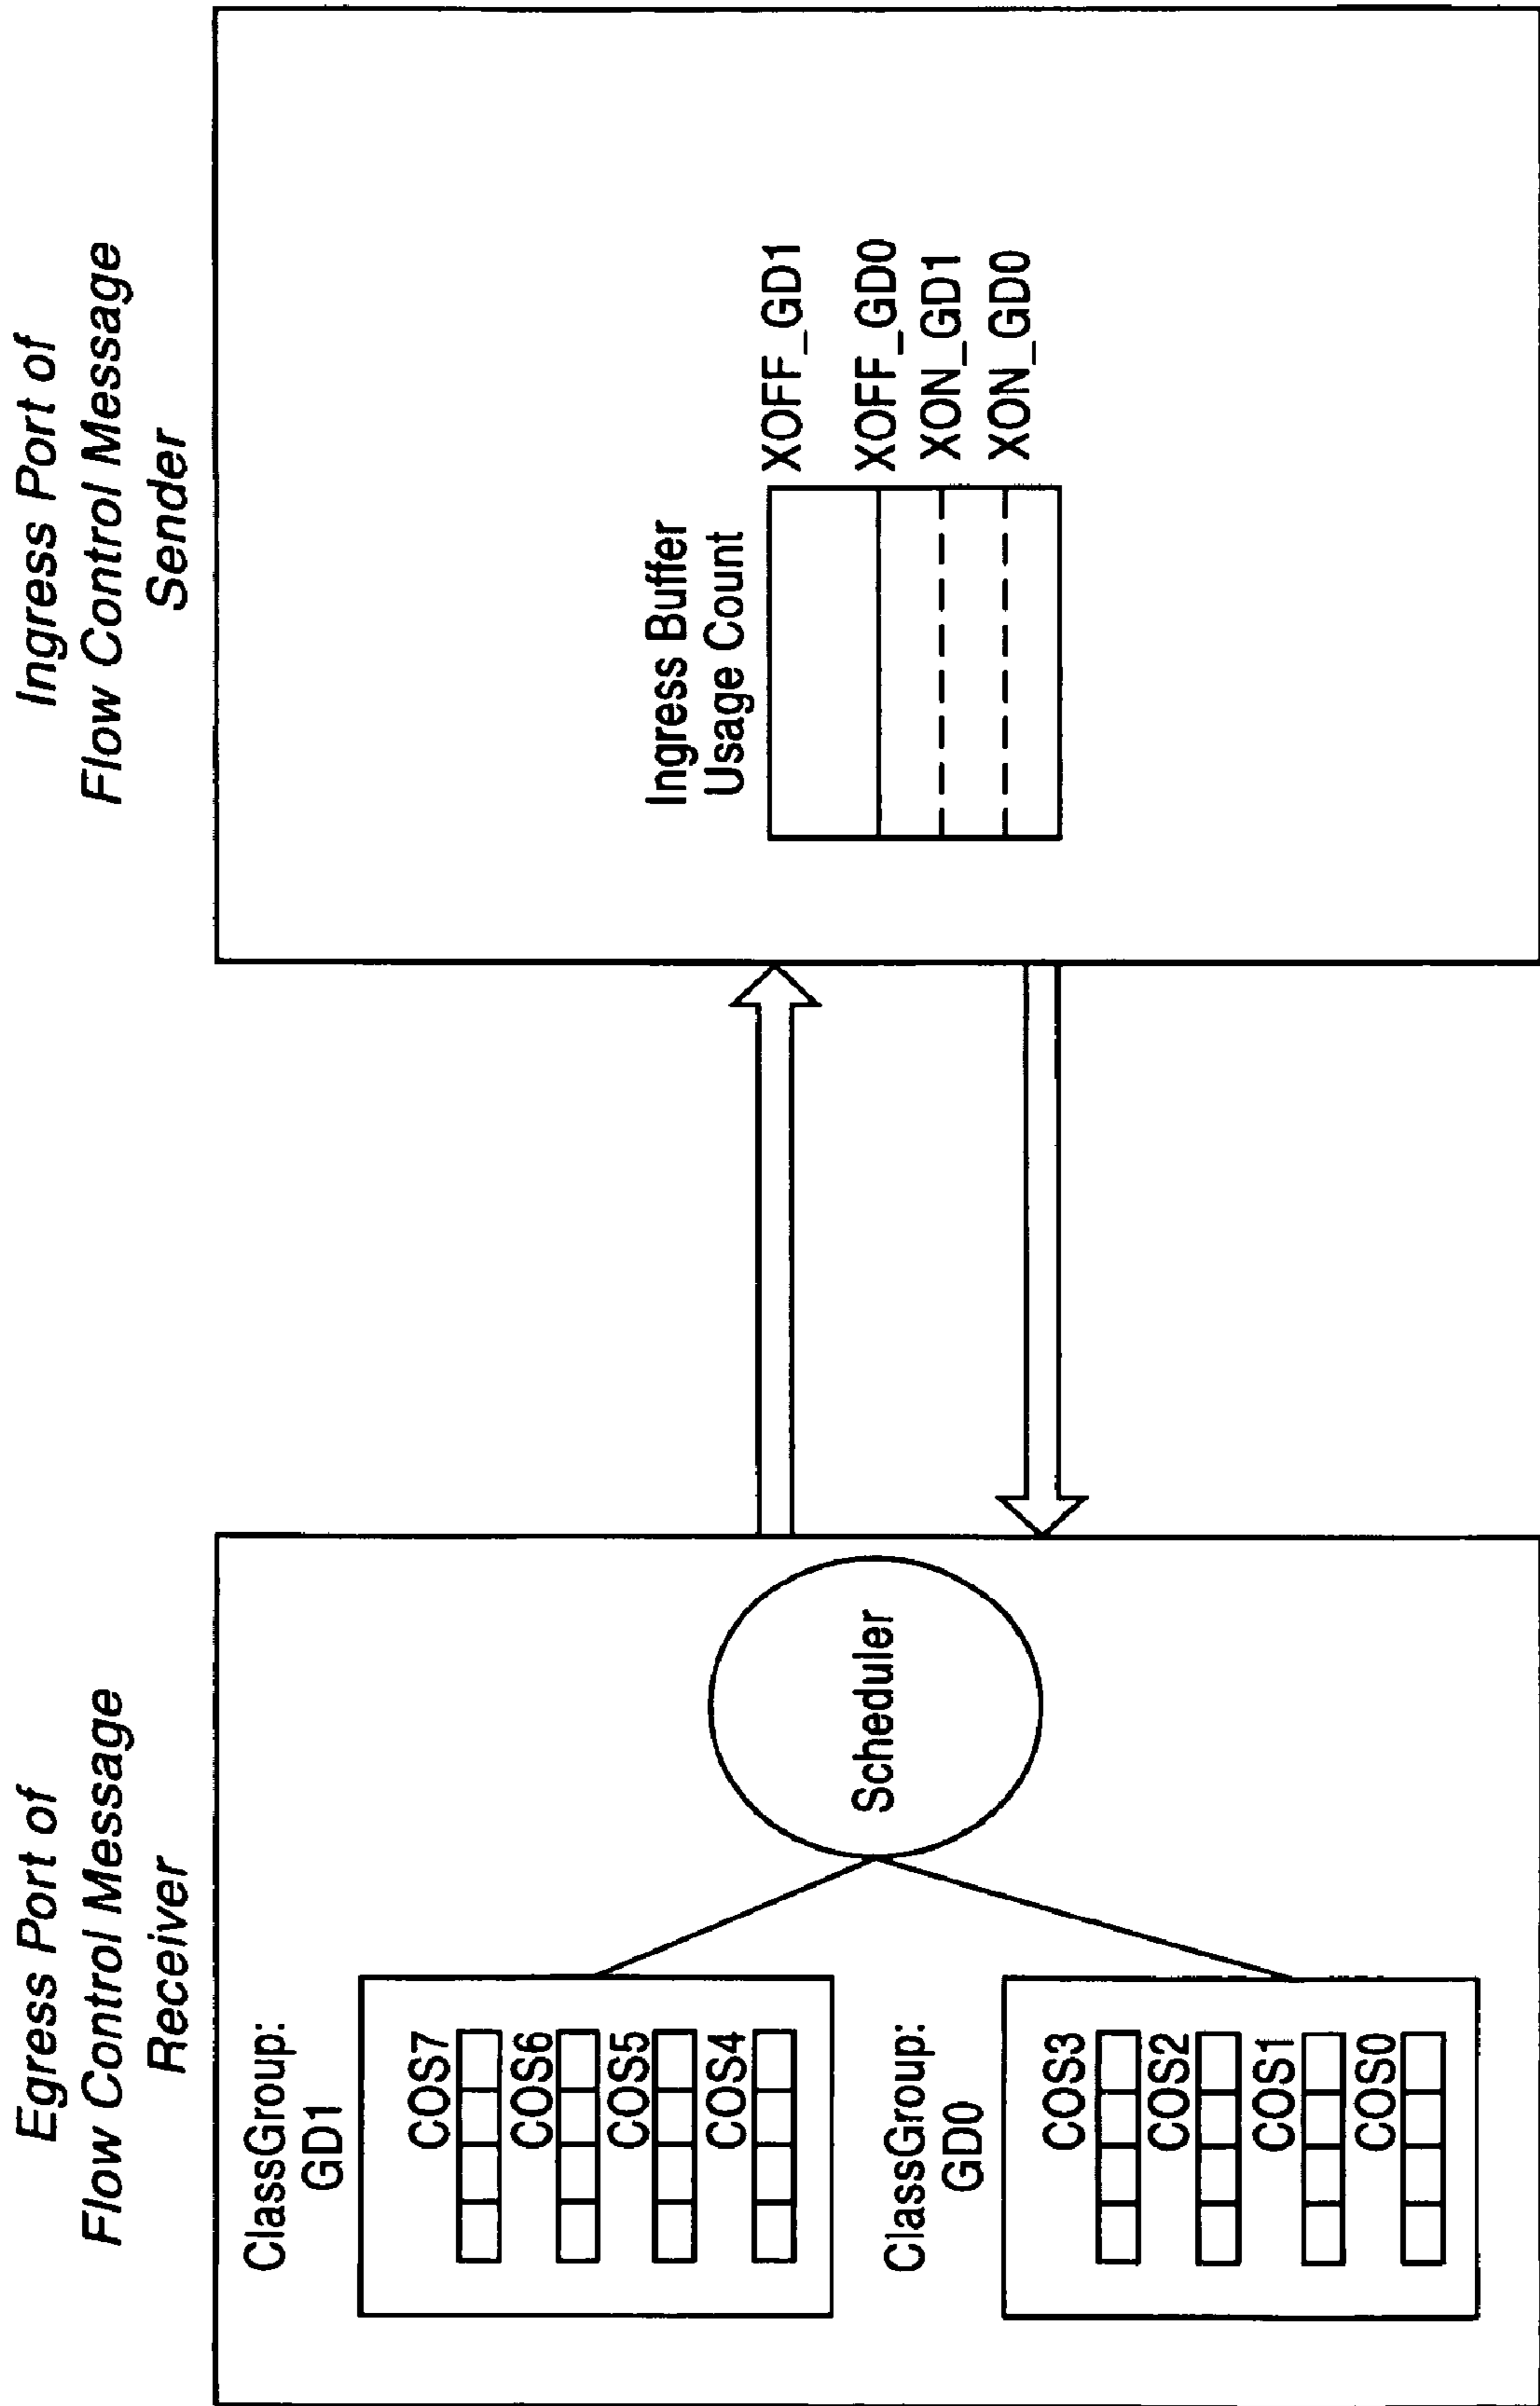 Egress Port of
Flow Control Message
Receiver
ClassGroup:
GD1
COS7
COS6
COS5
COS4
ClassGroup:
GD0
COS3
COS2
COS1
COS0
Scheduler
Ingress Port of
Flow Control Message
Sender
Ingress Buffer
Usage Count
XOFF_GD1
XOFF_GD0
XON_GD1
XON_GD0